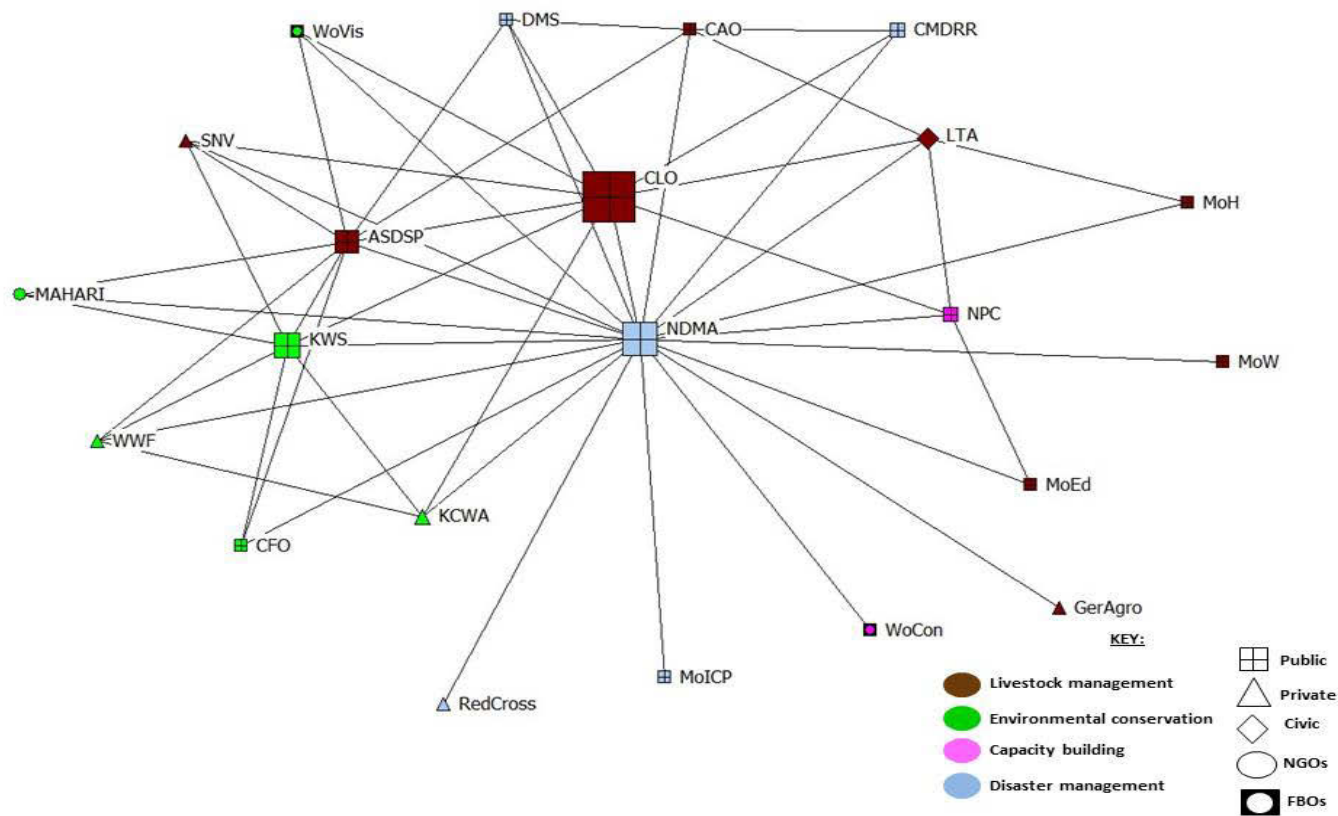 WoVis
DMS
CAO
CMDRR
SNV
LTA
CLO
MoH
ASDSP
MAHARI
NPC
KWS
NDMA
MoW
WWF
MoEd
KCWA
CFO
GerAgro
WoCon
KEY:
MoICP
RedCross
Livestock management
Environmental conservation
Capacity building
Disaster management
Public
Private
Civic
NGOs
FBOs